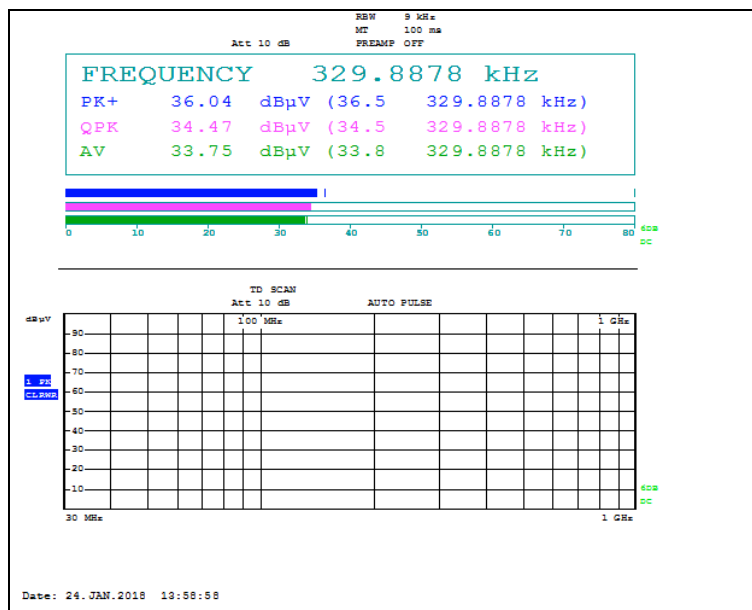 RBW 9 kHz
MT 100 ms
Att 10 dB PREAMP OFF
FREQUENCY 329.8878 kHz
PK+ 36.04 dBµV (36.5 329.8878 kHz)
QPK 34.47 dBµV (34.5 329.8878 kHz)
AV 33.75 dBµV (33.8 329.8878 kHz)
0 10 20 30 40 50 60 70 80
6DB
DC
TD SCAN
Att 10 dB AUTO PULSE
dBµV
100 MHz 1 GHz
90
80
70
1 PK
60
CLRWR
50
40
30
20
10
6DB
DC
30 MHz 1 GHz
Date: 24.JAN.2018 13:58:58